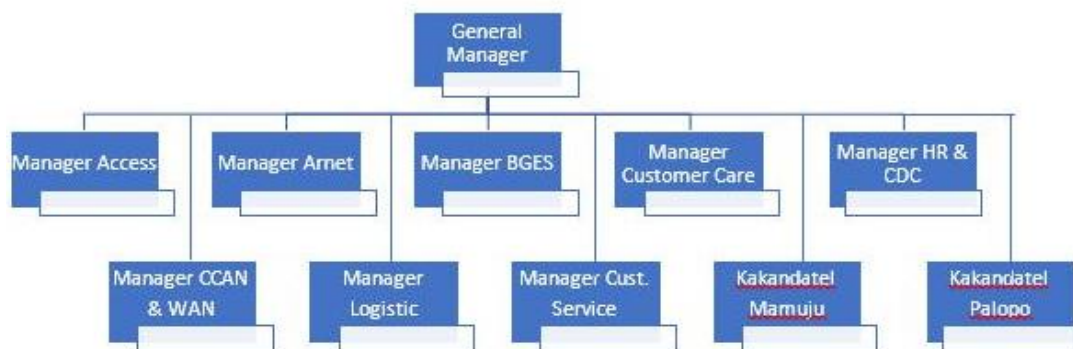 General
Manager
Manager Access
Manager Arnet
Manager BGES
Manager
Customer Care
Manager HR &
CDC
Manager CCAN
& WAN
Manager
Logistic
Manager Cust.
Service
Kakandatel
Mamuju
Kakandatel
Palopo